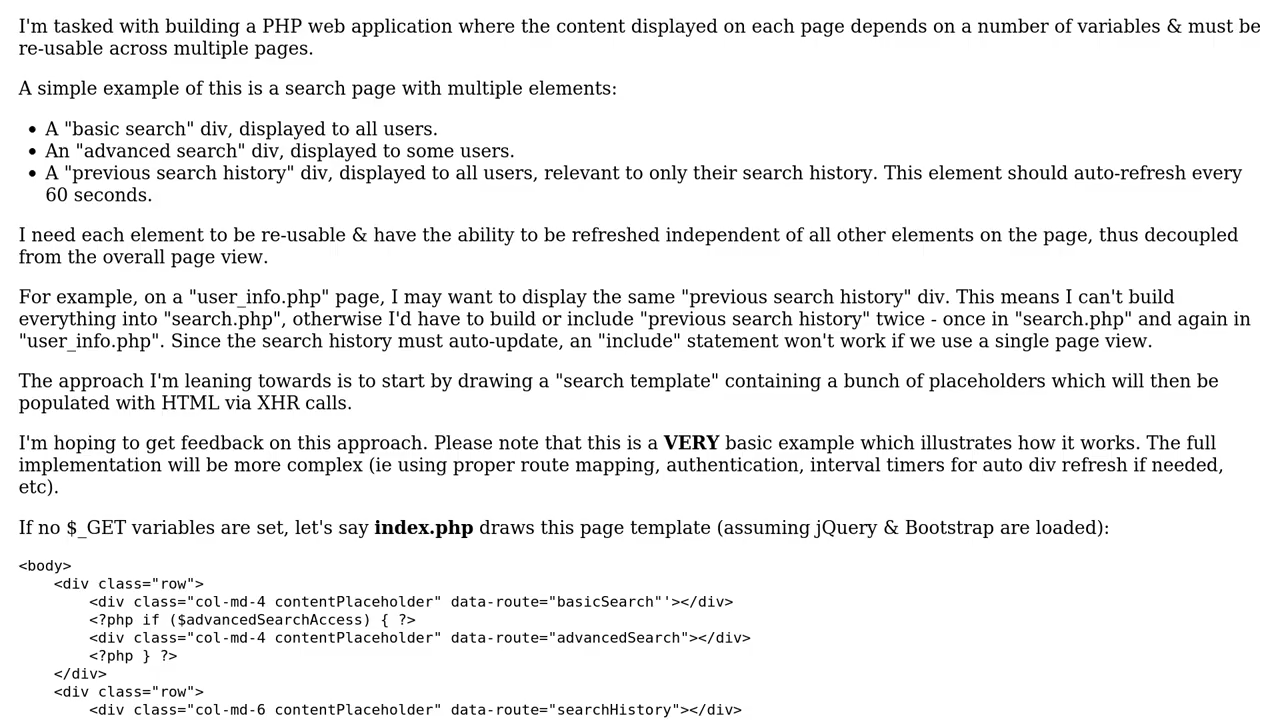 I'm tasked with building a PHP web application where the content displayed on each page depends on a number of variables & must be
re-usable across multiple pages.
A simple example of this is a search page with multiple elements:
• A "basic search" div, displayed to all users.
• An "advanced search" div, displayed to some users.
• A "previous search history" div, displayed to all users, relevant to only their search history. This element should auto-refresh every
60 seconds.
I need each element to be re-usable & have the ability to be refreshed independent of all other elements on the page, thus decoupled
from the overall page view.
For example, on a "user_info.php" page, I may want to display the same "previous search history" div. This means I can't build
everything into "search.php", otherwise I'd have to build or include "previous search history" twice - once in "search.php" and again in
"user_info.php". Since the search history must auto-update, an "include" statement won't work if we use a single page view.
The approach I'm leaning towards is to start by drawing a "search template" containing a bunch of placeholders which will then be
populated with HTML via XHR calls.
I'm hoping to get feedback on this approach. Please note that this is a VERY basic example which illustrates how it works. The full
implementation will be more complex (ie using proper route mapping, authentication, interval timers for auto div refresh if needed,
etc).
If no $_GET variables are set, let's say index.php draws this page template (assuming jQuery & Bootstrap are loaded):
<body>
    <div class="row">
        <div class="col-md-4 contentPlaceholder" data-route="basicSearch"'></div>
        <?php if ($advancedSearchAccess) { ?>
        <div class="col-md-4 contentPlaceholder" data-route="advancedSearch"></div>
        <?php } ?>
    </div>
    <div class="row">
        <div class="col-md-6 contentPlaceholder" data-route="searchHistory"></div>